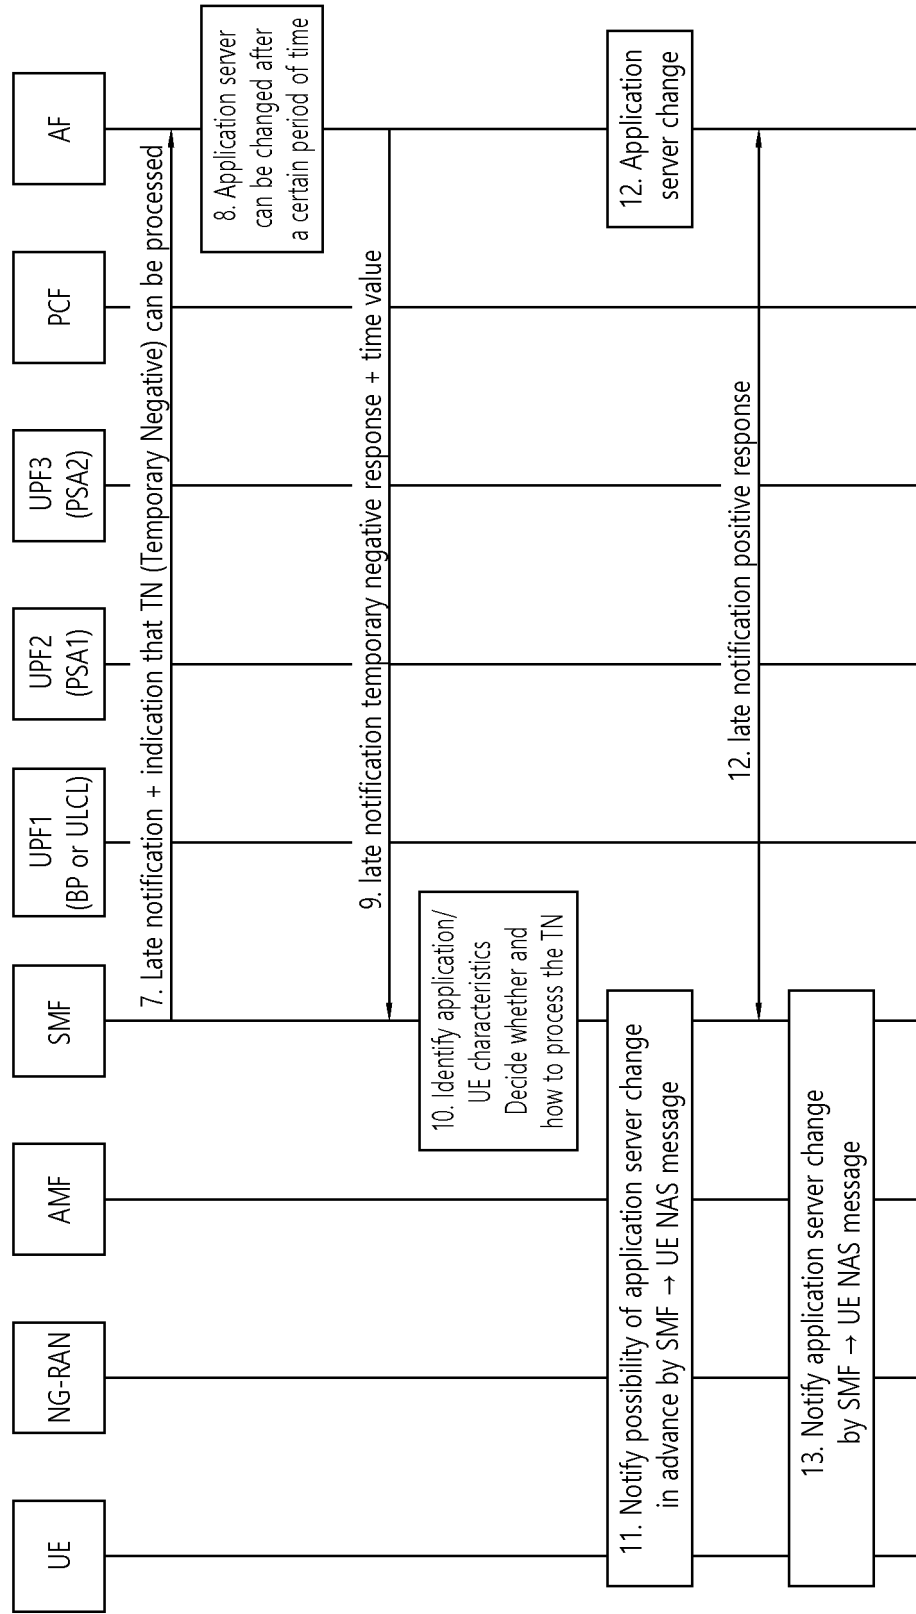 UE
NG-RAN
AMF
SMF
UPF1
(BP or ULCL)
UPF2
(PSA1)
UPF3
(PSA2)
PCF
AF
7. Late notification + indication that TN (Temporary Negative) can be processed
8. Application server
can be changed after
a certain period of time
9. late notification temporary negative response + time value
10. Identify application/
UE characteristics
Decide whether and
how to process the TN
11. Notify possibility of application server change
in advance by SMF → UE NAS message
12. Application
server change
12. late notification positive response
13. Notify application server change
by SMF → UE NAS message